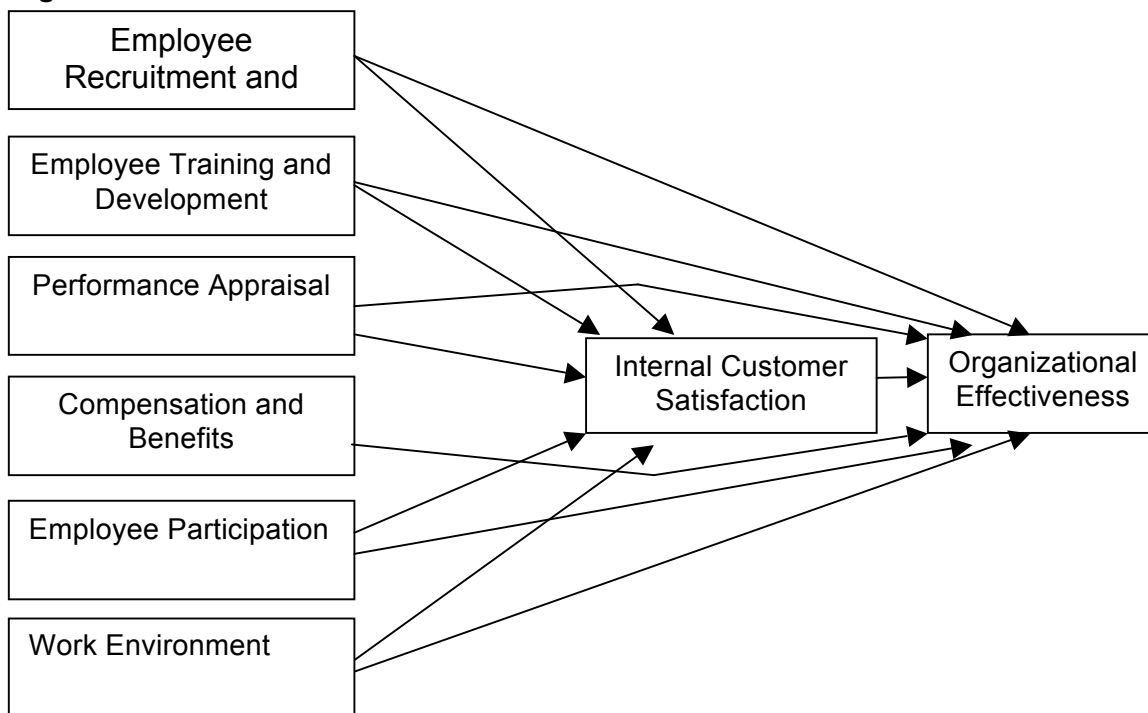 Employee
Recruitment and
Employee Training and
Development
Performance Appraisal
Compensation and
Benefits
Employee Participation
Work Environment
Internal Customer
Satisfaction
Organizational
Effectiveness